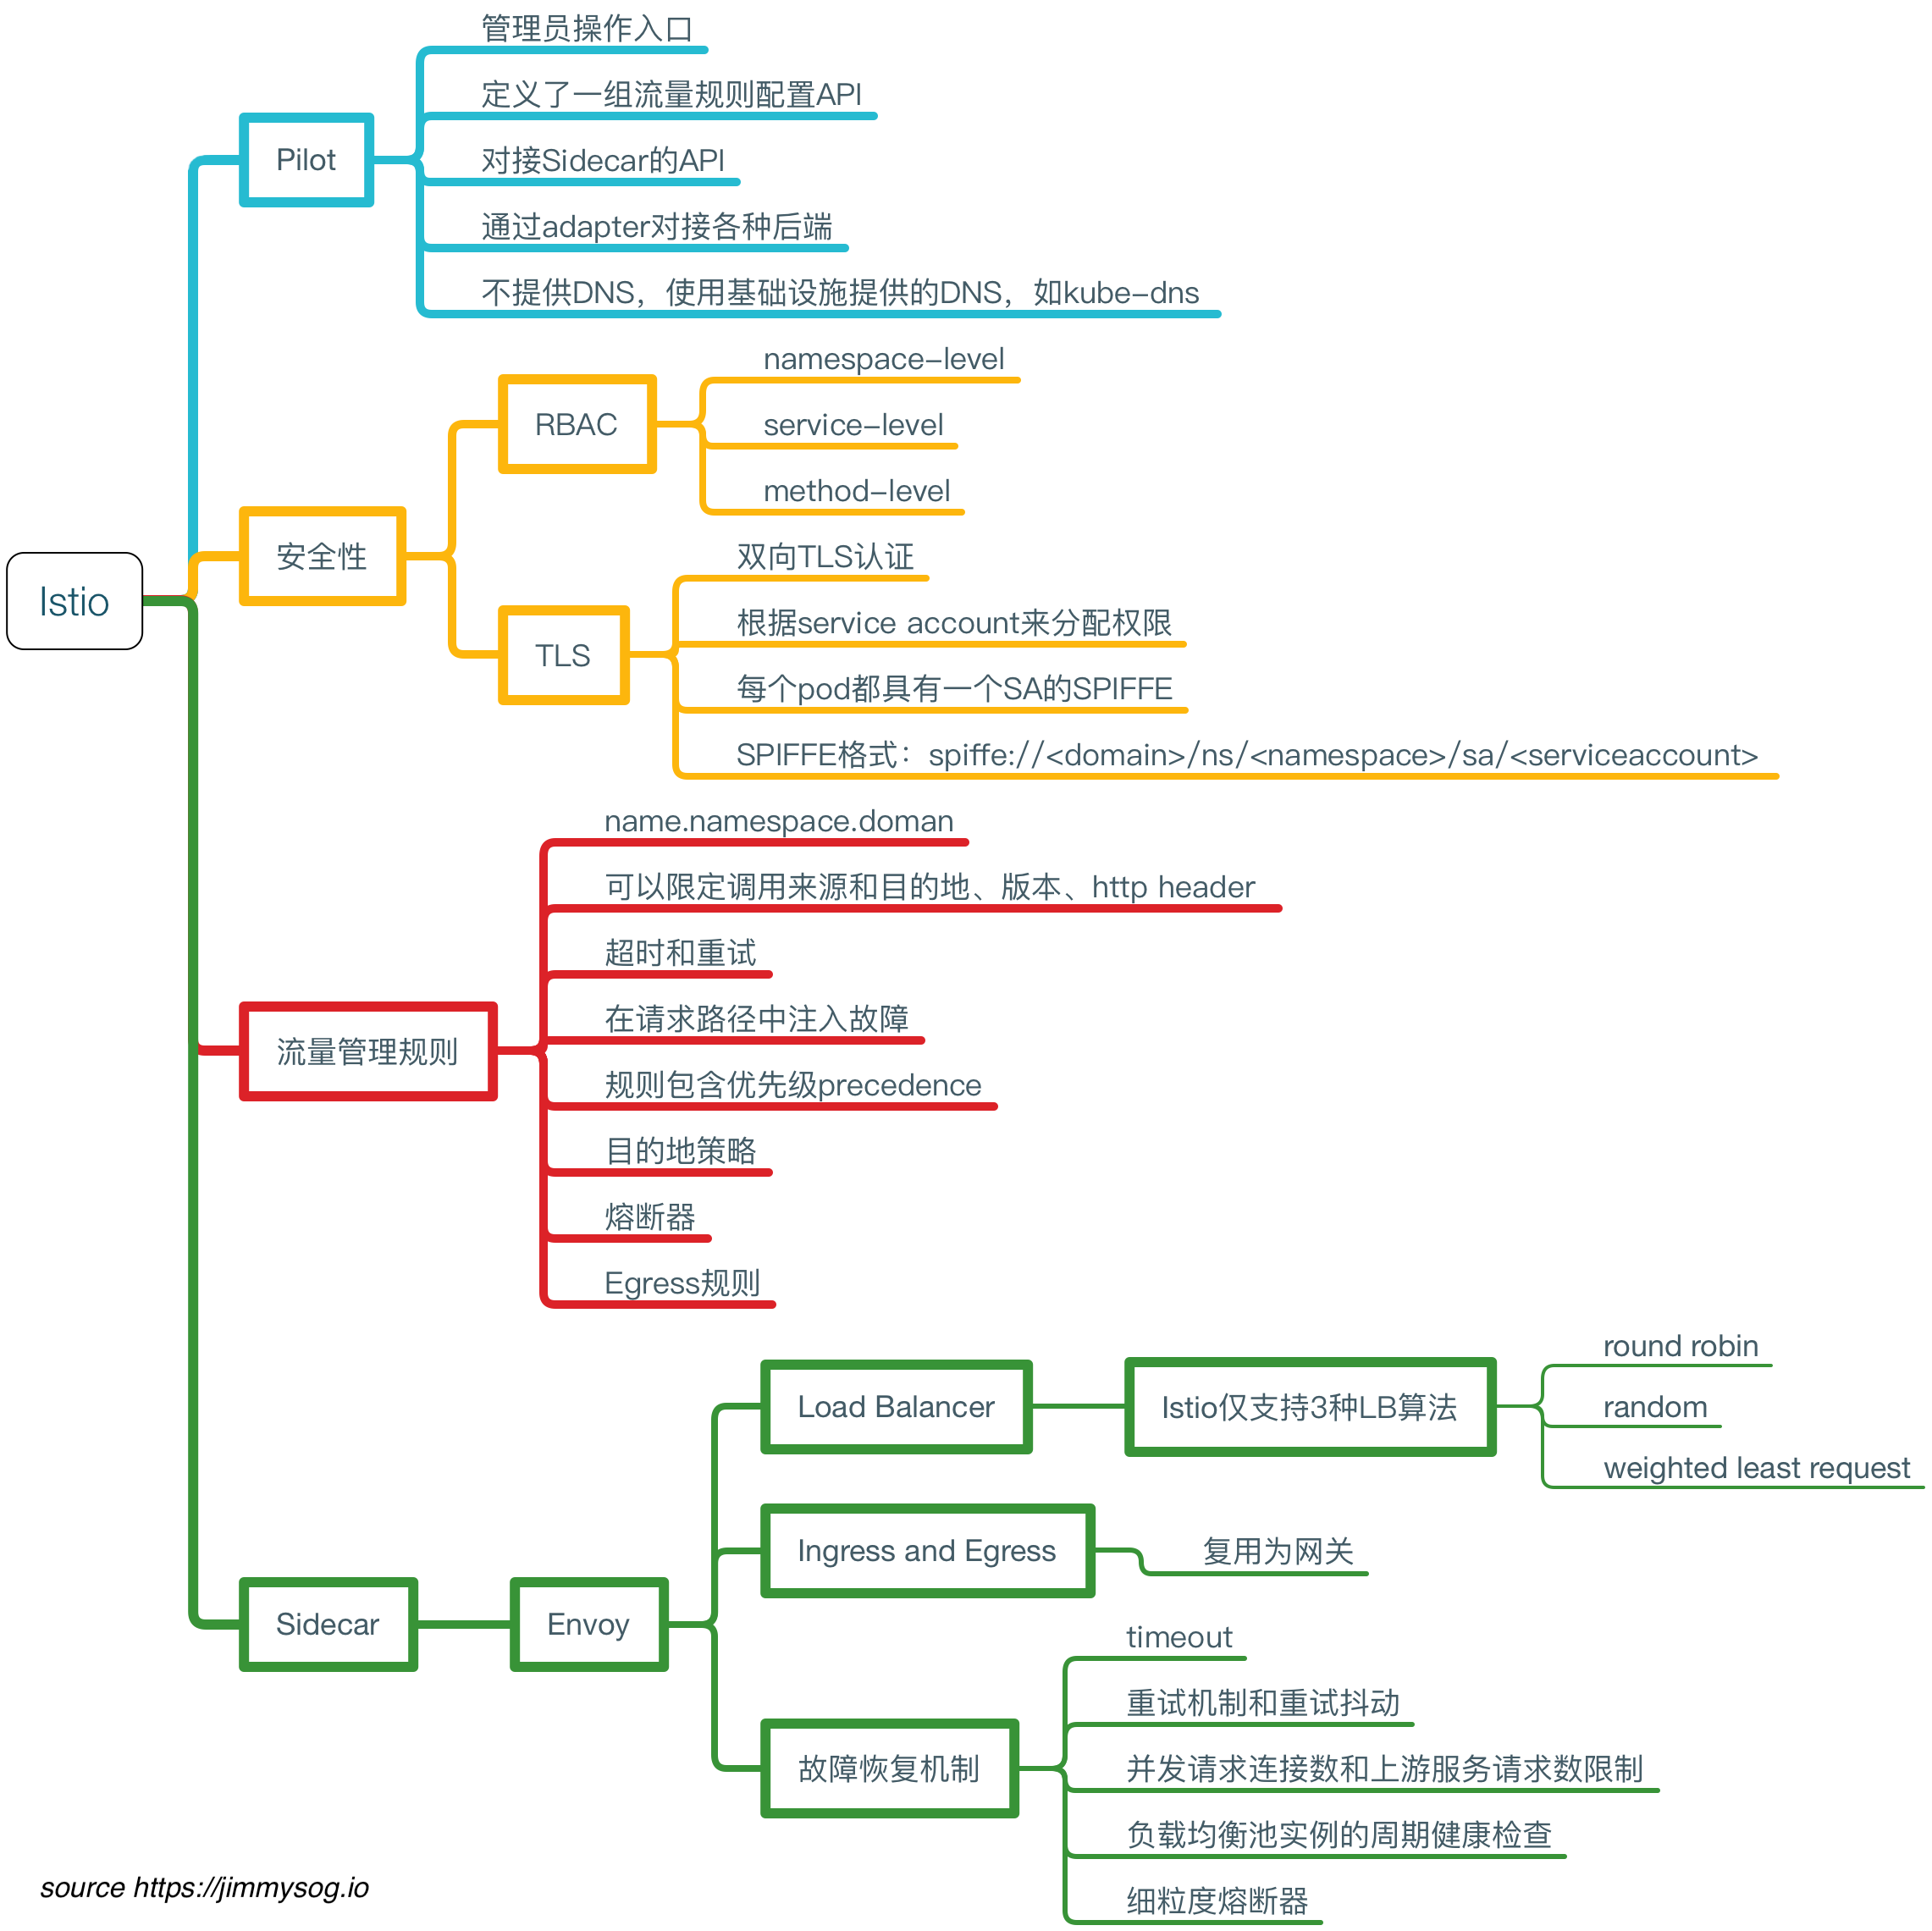 管理员操作入口
定义了一组流量规则配置API
Pilot
对接Sidecar的API
通过adapter对接各种后端
不提供DNS，使用基础设施提供的DNS，如kube-dns
namespace-level
RBAC
service-level
method-level
安全性
双向TLS认证
Istio
根据service account来分配权限
TLS
每个pod都具有一个SA的SPIFFE
SPIFFE格式：spiffe://<domain>/ns/<namespace>/sa/<serviceaccount>
name.namespace.doman
可以限定调用来源和目的地、版本、http header
超时和重试
在请求路径中注入故障
流量管理规则
规则包含优先级precedence
目的地策略
熔断器
Egress规则
round robin
Load Balancer
Istio仅支持3种LB算法
random
weighted least request
Ingress and Egress
复用为网关
Sidecar
Envoy
timeout
重试机制和重试抖动
故障恢复机制
并发请求连接数和上游服务请求数限制
负载均衡池实例的周期健康检查
细粒度熔断器
source https://jimmysog.io